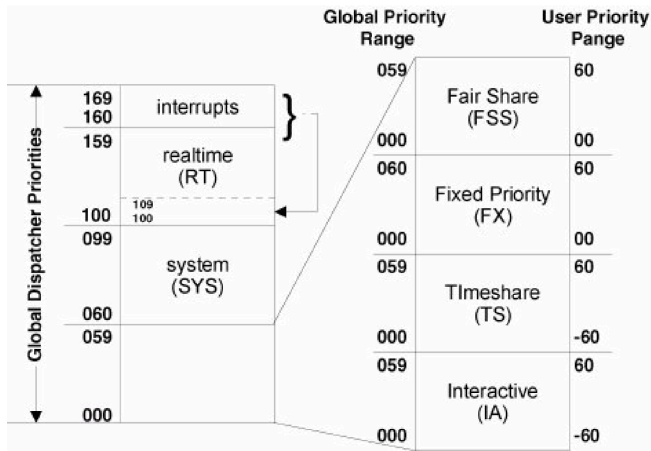 Global Priority
Range
User Priority
Pange
Global Dispatcher Priorities
169
160
interrupts
}
159
realtime
(RT)
109
100
100
099
system
(SYS)
060
059
000
059
60
Fair Share
(FSS)
000
00
060
60
Fixed Priority
(FX)
000
00
059
60
TImeshare
(TS)
000
-60
059
60
Interactive
(IA)
000
-60